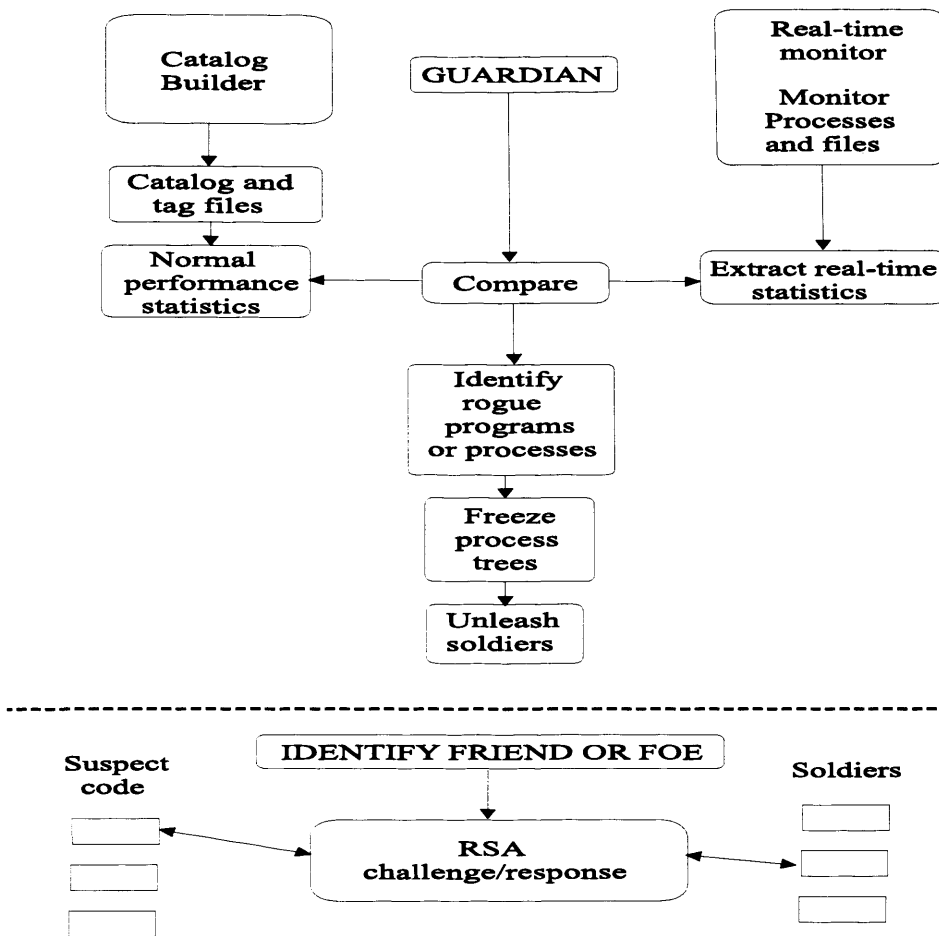 Catalog
Builder
GUARDIAN
Real-time
monitor
Monitor
Processes
and files
Catalog and
tag files
Normal
performance
statistics
Compare
Extract real-time
statistics
Identify
rogue
programs
or processes
Freeze
process
trees
Unleash
soldiers
IDENTIFY FRIEND OR FOE
Suspect
code
Soldiers
RSA
challenge/response